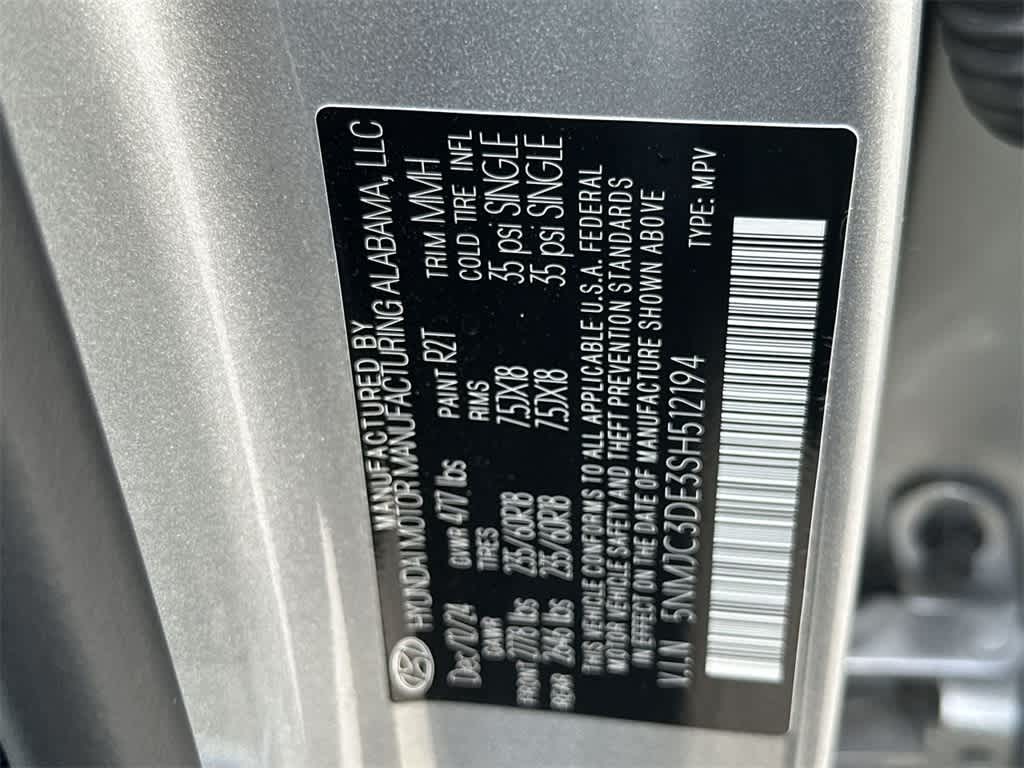 MANUFACTURED BY
HYUNDAI MOTOR MANUFACTURING ALABAMA, LLC
Dec/10/24 GVWR 4717 lbs PAINT R2T TRIM MMH
GAWR TIRES RIMS COLD TIRE INFL
FRONT 2778 lbs 235/60R18 7.5JX18 35 psi SINGLE
REAR 2646 lbs 235/60R18 7.5JX18 35 psi SINGLE
THIS VEHICLE CONFORMS TO ALL APPLICABLE U.S.A. FEDERAL
MOTOR VEHICLE SAFETY AND THEFT PREVENTION STANDARDS
IN EFFECT ON THE DATE OF MANUFACTURE SHOWN ABOVE
V.I.N 5NMJC3DE3SH512194 TYPE: MPV